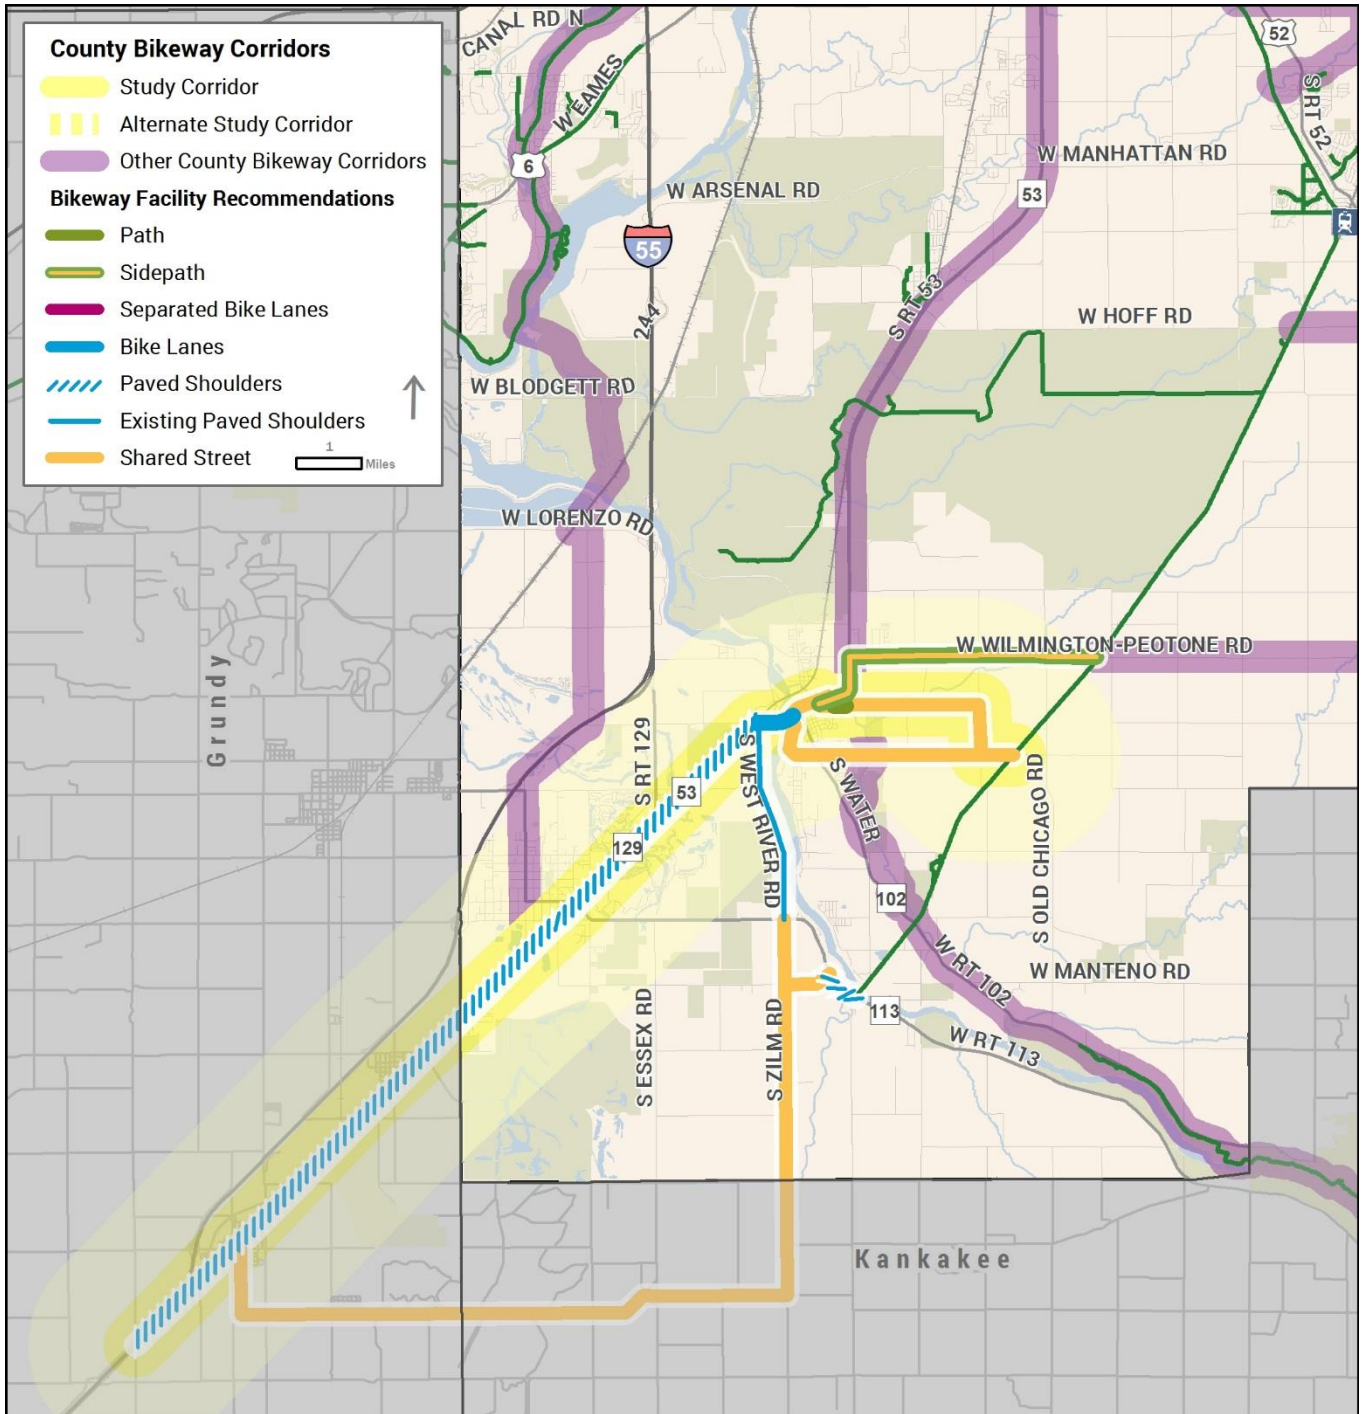 County Bikeway Corridors
Study Corridor
Alternate Study Corridor
Other County Bikeway Corridors
Bikeway Facility Recommendations
Path
Sidepath
Separated Bike Lanes
Bike Lanes
Paved Shoulders
Existing Paved Shoulders
Shared Street
1
Miles
CANAL RD N
W EAMES
6
52
S RT 52
W MANHATTAN RD
W ARSENAL RD
53
55
244
S RT 53
W HOFF RD
W BLODGETT RD
W LORENZO RD
Grundy
W WILMINGTON-PEOTONE RD
S RT 129
53
129
S WEST RIVER RD
S WATER
102
S OLD CHICAGO RD
W RT 102
W MANTENO RD
113
W RT 113
S ESSEX RD
S ZILM RD
Kankakee